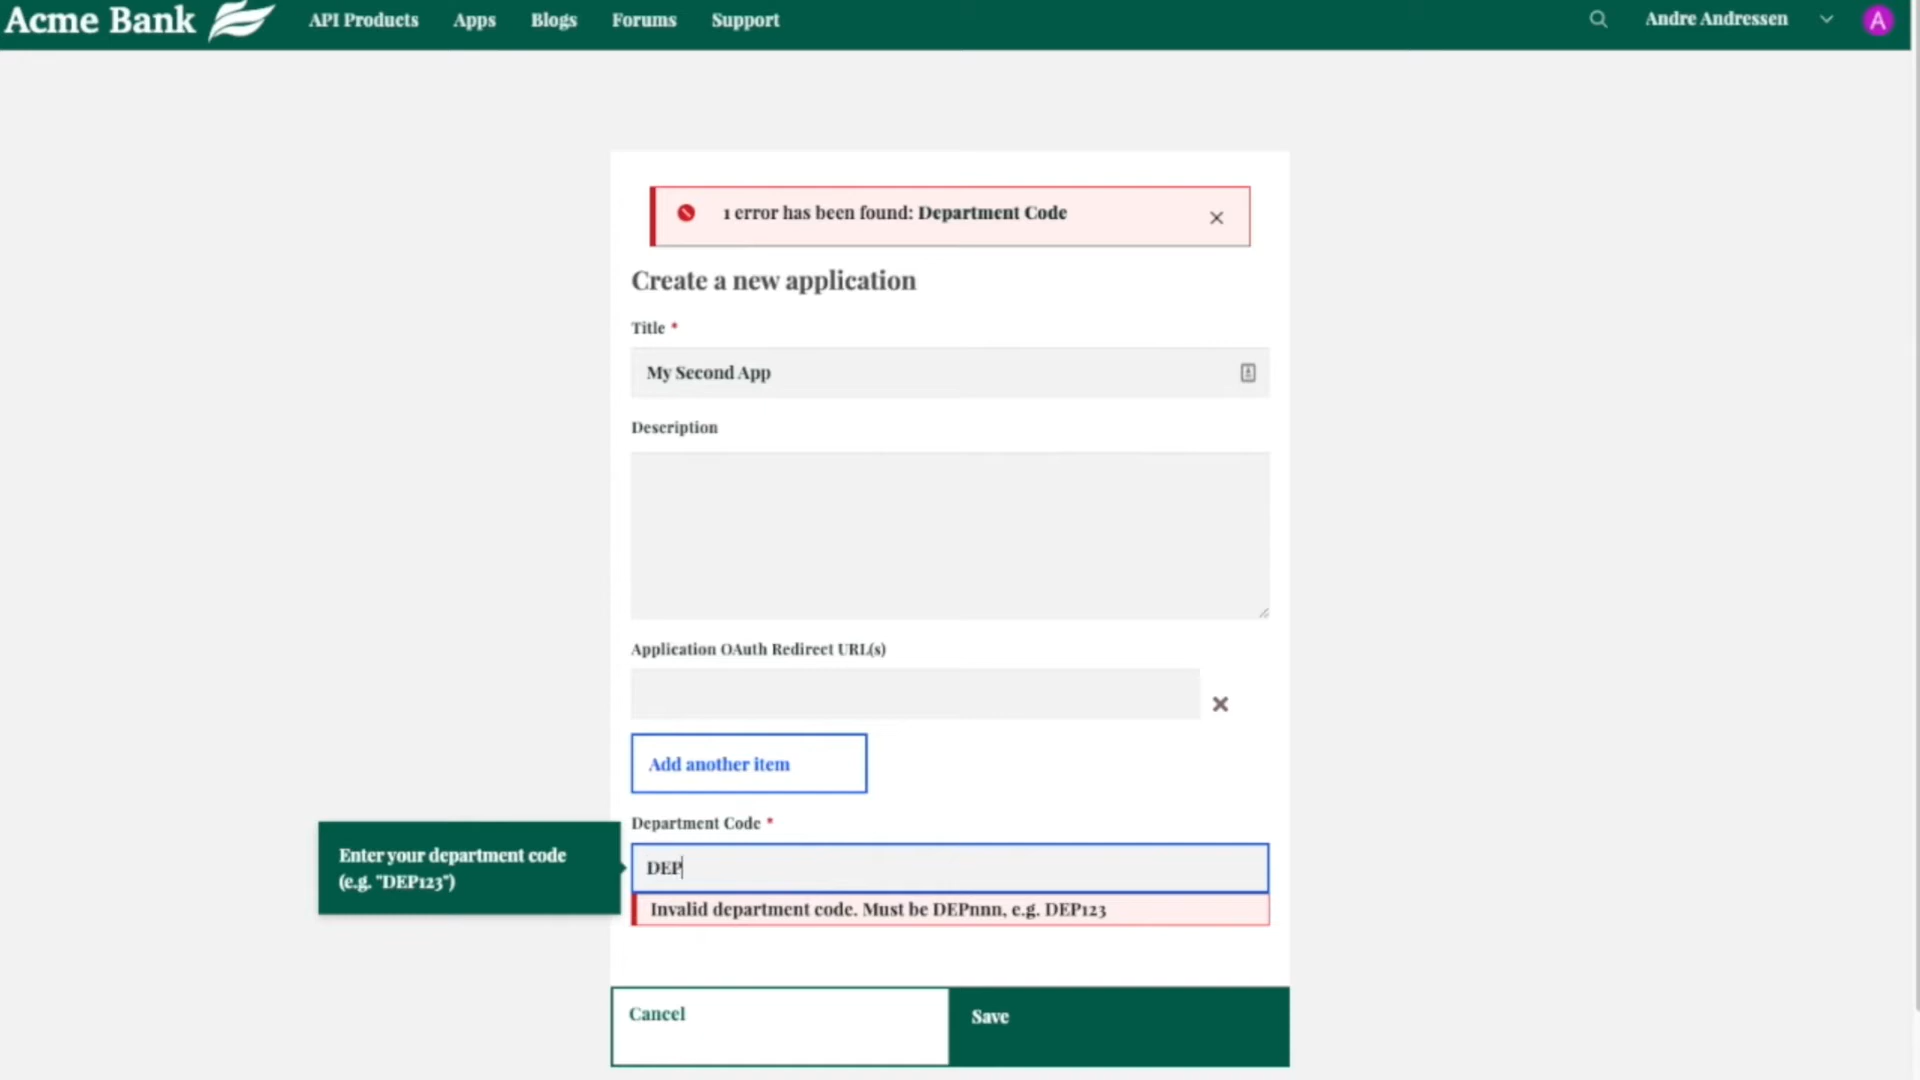 Acme Bank API Products Apps Blogs Forums Support Andre Andressen A
1 error has been found: Department Code
Create a new application
Title *
My Second App
Description
Application OAuth Redirect URL(s)
Add another item
Department Code *
Enter your department code
(e.g. "DEP123")
DEP
Invalid department code. Must be DEPnnn, e.g. DEP123
Cancel
Save